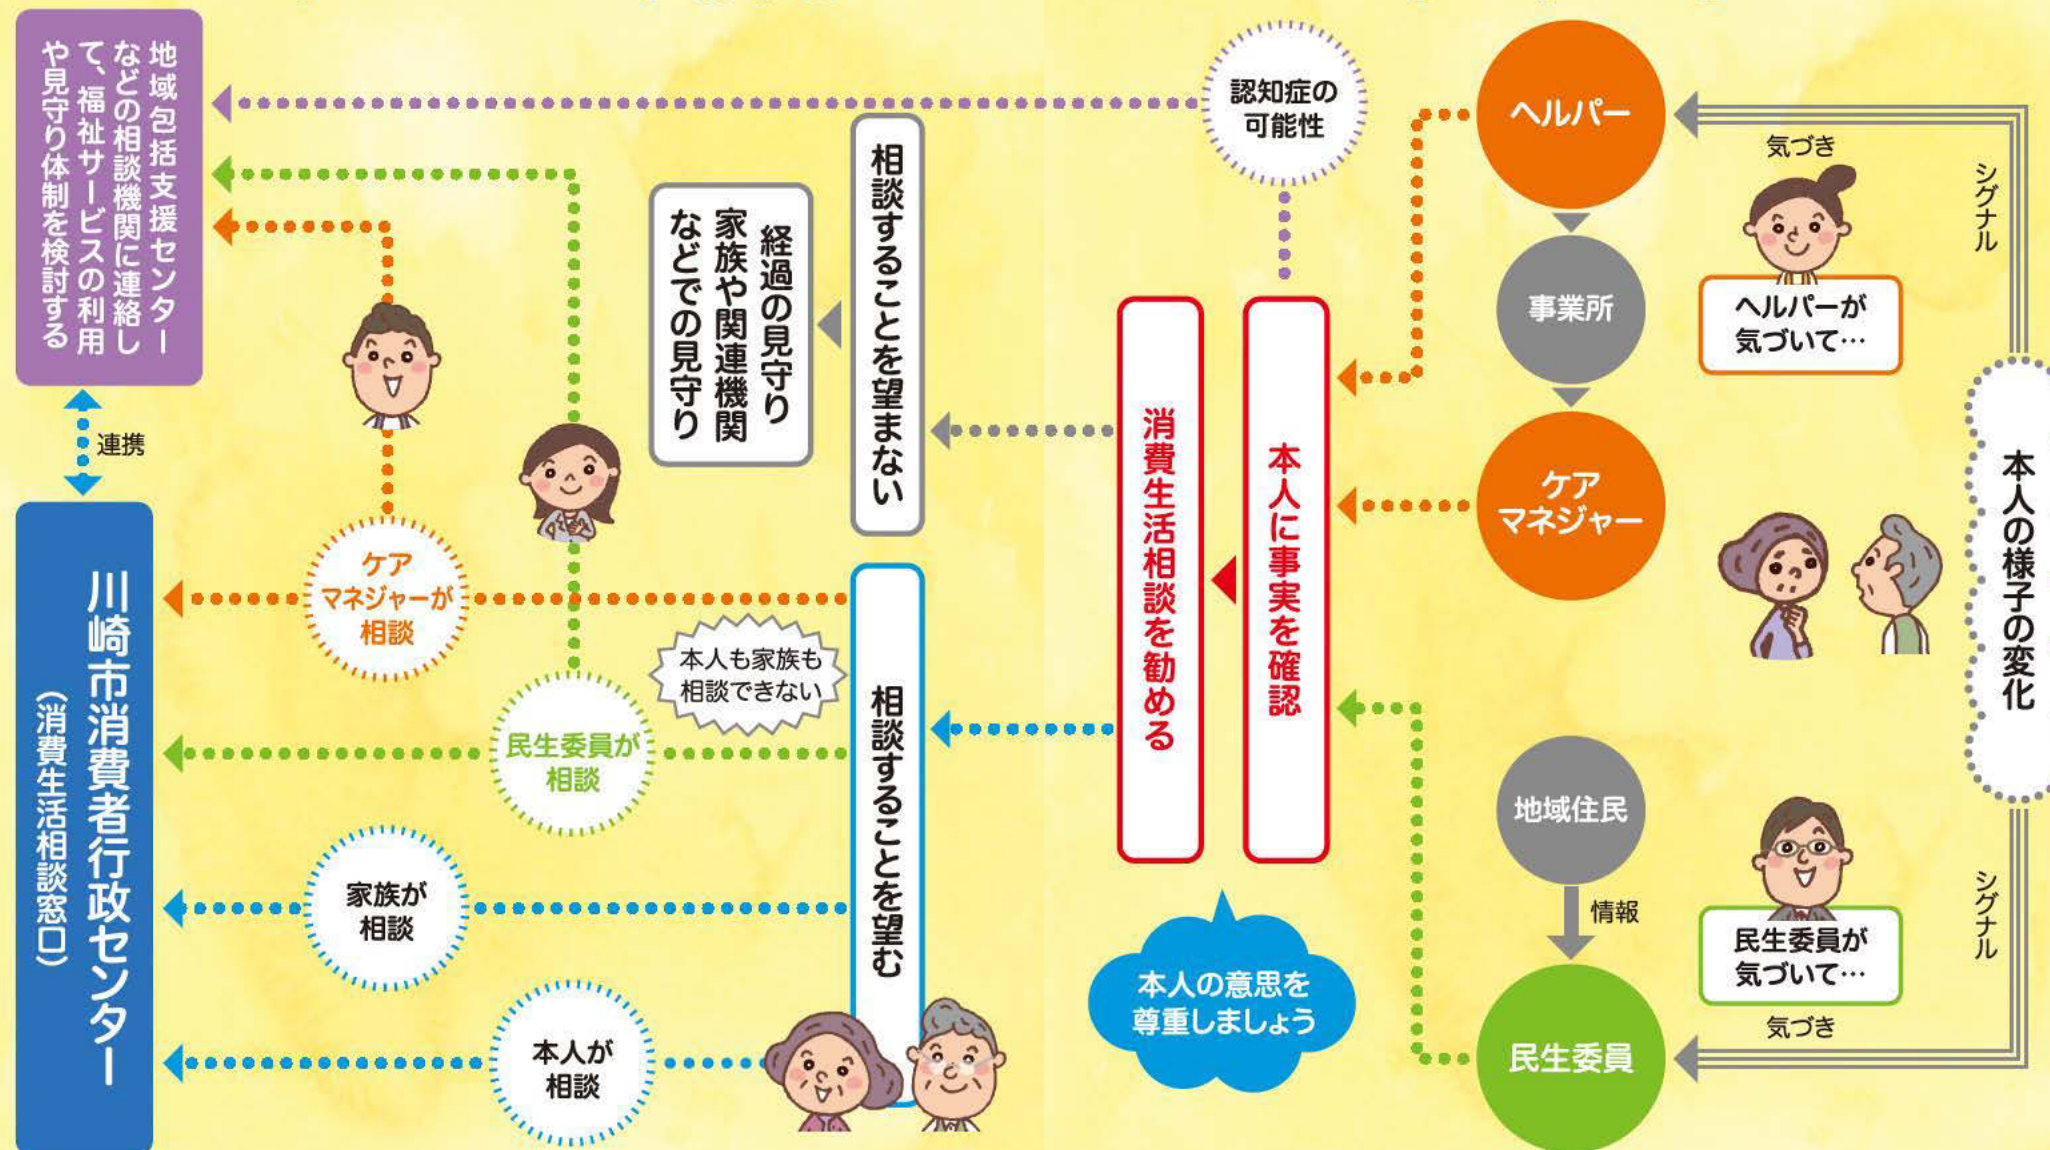 本人の様子の変化
シグナル
シグナル
気づき
ヘルパーが
気づいて…
民生委員が
気づいて…
気づき
ヘルパー
事業所
ケア
マネジャー
地域住民
情報
民生委員
認知症の
可能性
本人に事実を確認
消費生活相談を勧める
本人の意思を
尊重しましょう
相談することを望まない
経過の見守り
家族や関連機関
などでの見守り
相談することを望む
本人も家族も
相談できない
ケア
マネジャーが
相談
民生委員が
相談
家族が
相談
本人が
相談
地域包括支援センター
などの相談機関に連絡し
て、福祉サービスの利用
や見守り体制を検討する
連携
川崎市消費者行政センター
（消費生活相談窓口）